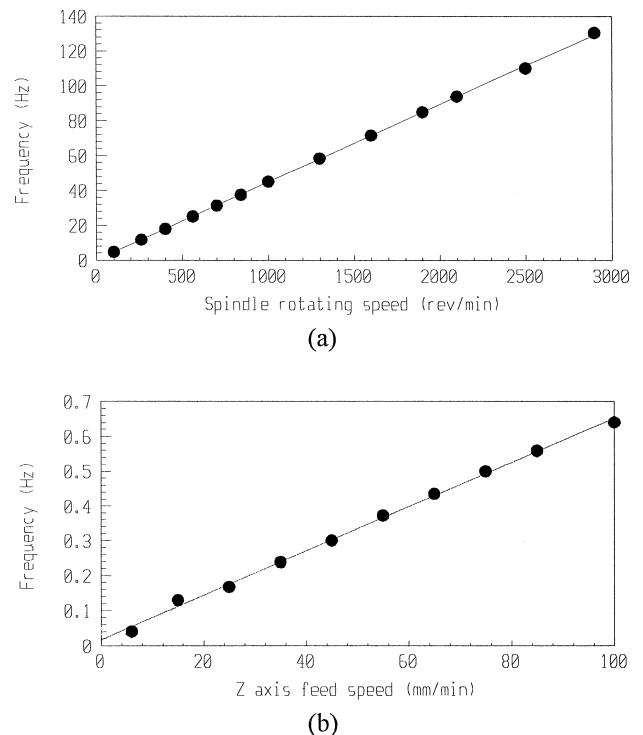 140
120
100
80
60
40
20
0
Frequency (Hz)
0 500 1000 1500 2000 2500 3000
Spindle rotating speed (rev/min)
(a)
0.7
0.6
0.5
0.4
0.3
0.2
0.1
0
Frequency (Hz)
0 20 40 60 80 100
Z axis feed speed (mm/min)
(b)